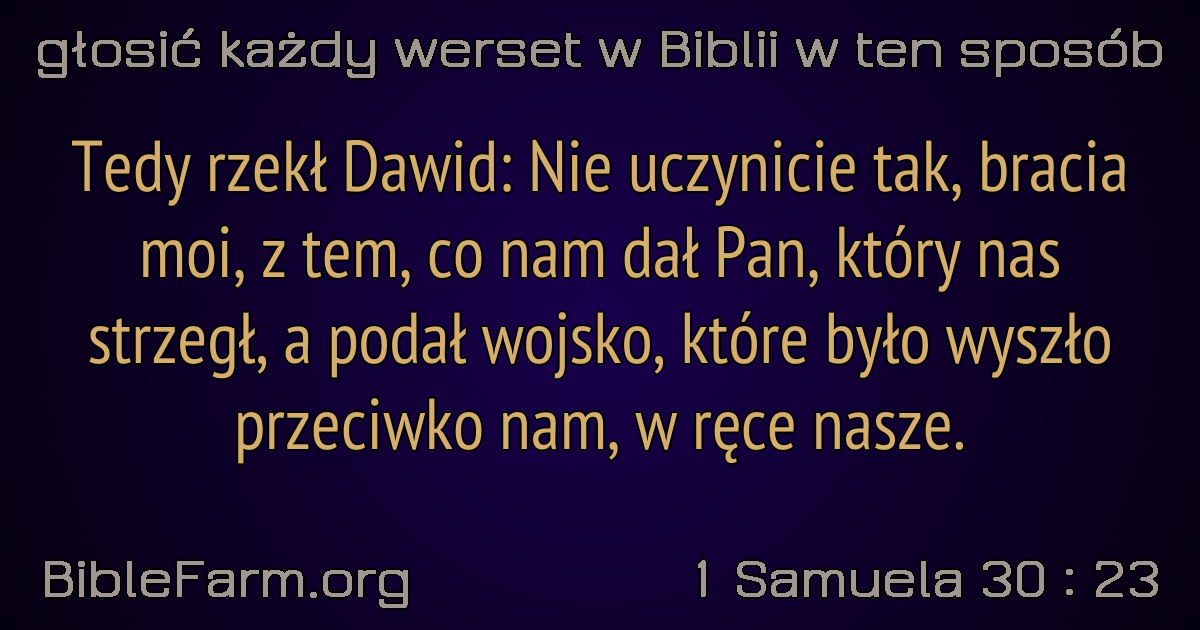 głosić każdy werset w Biblii w ten sposób
Tedy rzekł Dawid: Nie uczynicie tak, bracia
moi, z tem, co nam dał Pan, który nas
strzegł, a podał wojsko, które było wyszło
przeciwko nam, w ręce nasze.
BibleFarm.org
1 Samuela 30 : 23